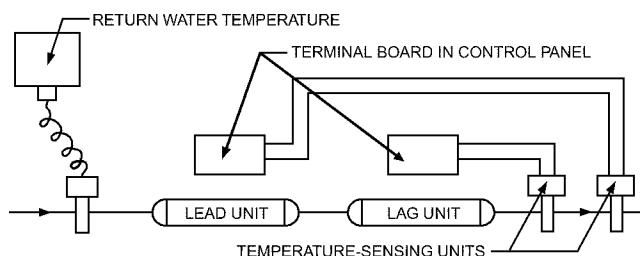 RETURN WATER TEMPERATURE
TERMINAL BOARD IN CONTROL PANEL
LEAD UNIT
LAG UNIT
TEMPERATURE-SENSING UNITS